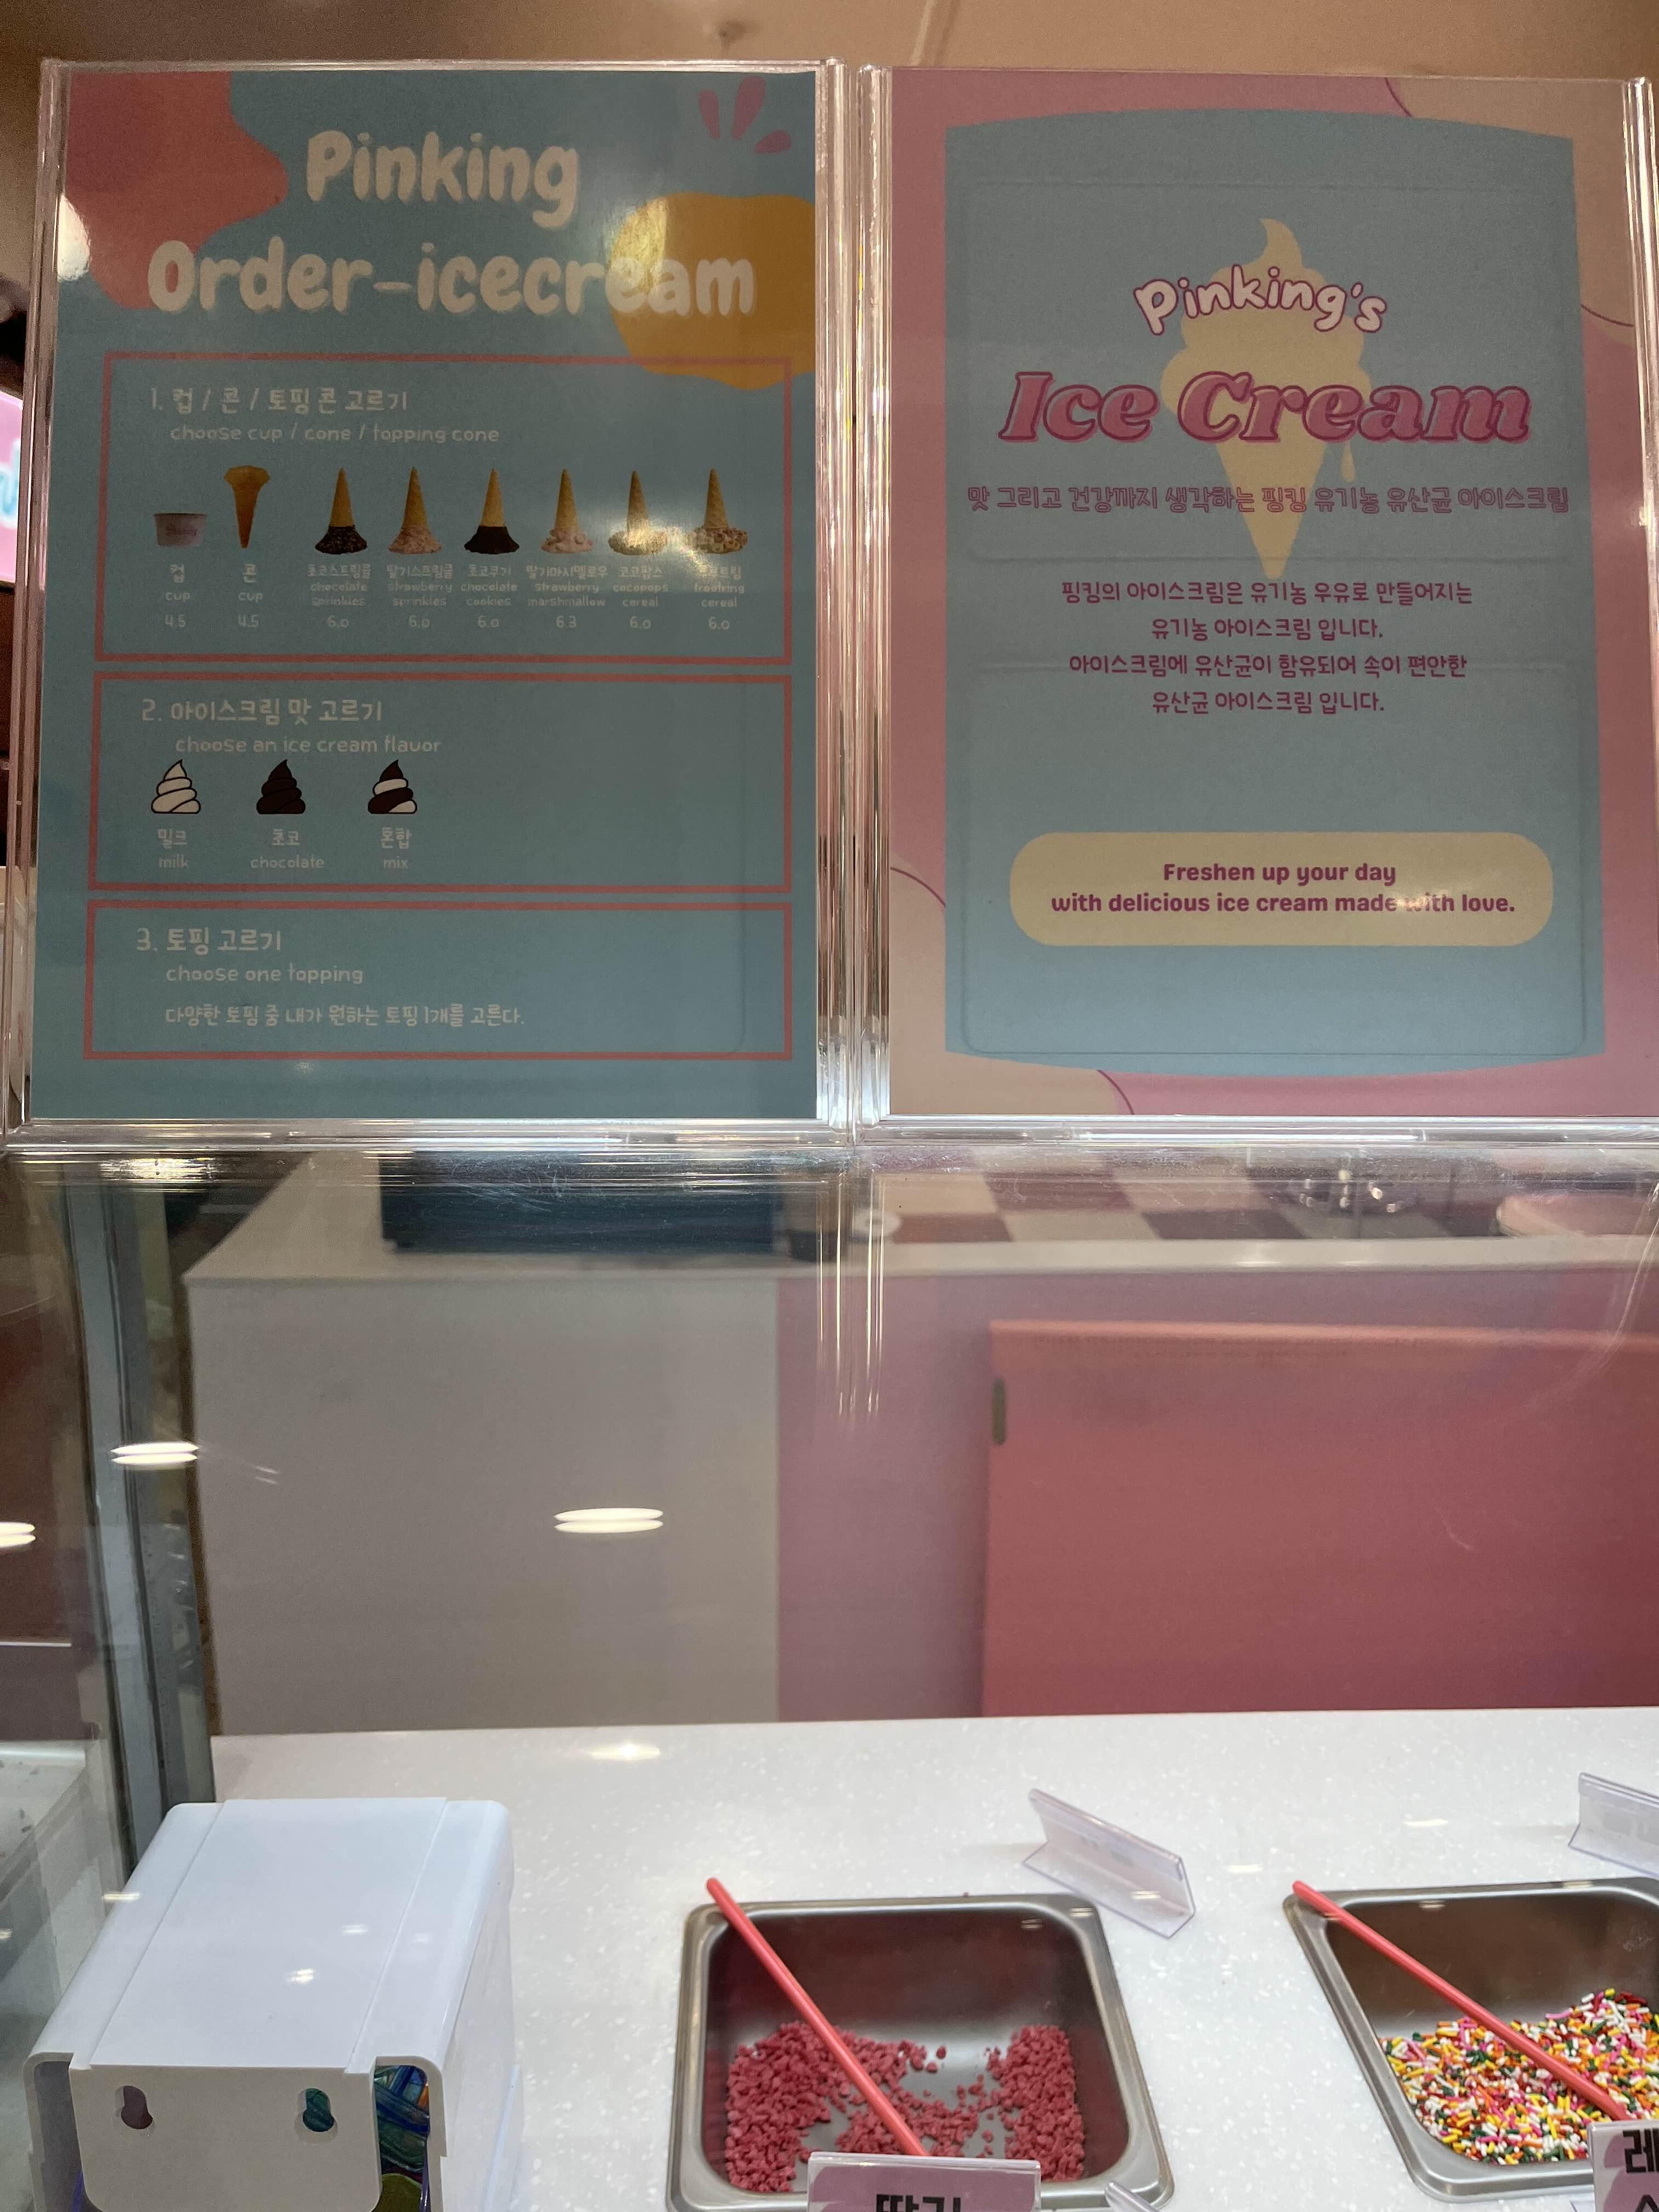 Pinking
Order-icecream
1. 컵 / 콘 / 토핑 콘 고르기
choose cup / cone / topping cone
컵 콘 초코스프링클 딸기스프링클 초코쿠키 딸기마시멜로우 코코팝스 후르트링
cup cup chocolate sprinkles strawberry sprinkles chocolate cookies strawberry marshmallow cocopops cereal frootring cereal
4.5 4.5 6.0 6.0 6.0 6.3 6.0 6.0
2. 아이스크림 맛 고르기
choose an ice cream flavor
밀크 초코 혼합
milk chocolate mix
3. 토핑 고르기
choose one topping
다양한 토핑 중 내가 원하는 토핑 1개를 고른다.
Pinking's
Ice Cream
맛 그리고 건강까지 생각하는 핑킹 유기농 유산균 아이스크림
핑킹의 아이스크림은 유기농 우유로 만들어지는
유기농 아이스크림 입니다.
아이스크림에 유산균이 함유되어 속이 편안한
유산균 아이스크림 입니다.
Freshen up your day
with delicious ice cream made with love.
딸기
레